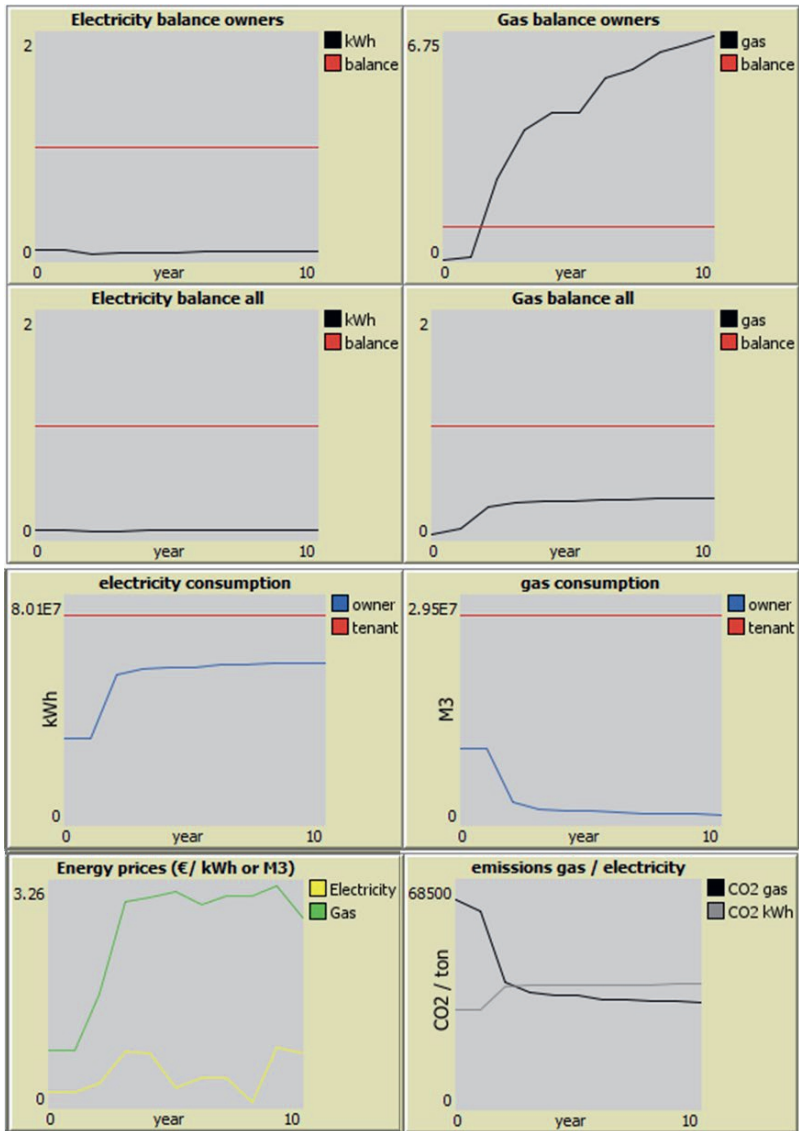 Electricity balance owners
2
kWh
balance
0
0
year
10
Gas balance owners
6.75
gas
balance
0
0
year
10
Electricity balance all
2
kWh
balance
0
0
year
10
Gas balance all
2
gas
balance
0
0
year
10
electricity consumption
8.01E7
owner
tenant
kWh
0
0
year
10
gas consumption
2.95E7
owner
tenant
M3
0
0
year
10
Energy prices (€/ kWh or M3)
3.26
Electricity
Gas
0
0
year
10
emissions gas / electricity
68500
CO2 gas
CO2 kWh
CO2 / ton
0
0
year
10